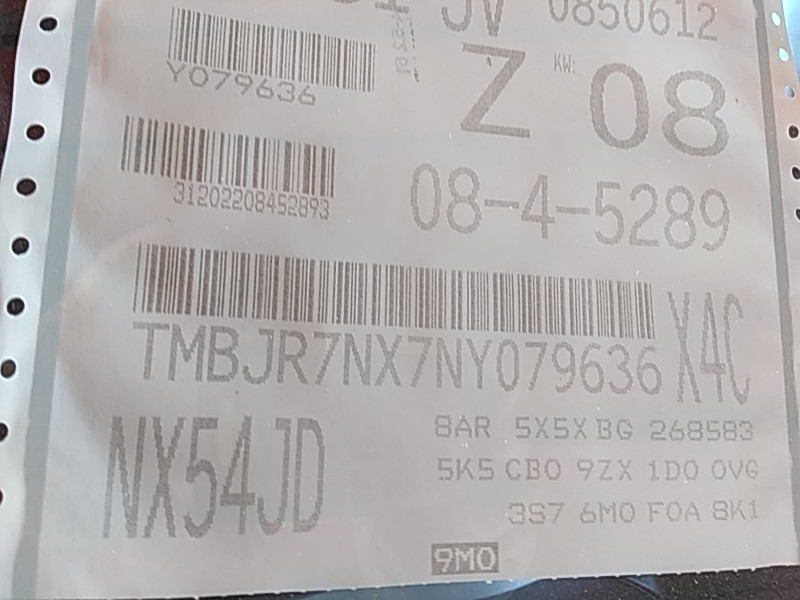 JV 0850612
Y079636
Z KW: 08
31202208452893
08-4-5289
TMBJR7NX7NY079636 X4C
NX54JD
8AR 5X5X BG 268583
5K5 CB0 9ZX 1D0 0VG
3S7 6M0 F0A 8K1
9M0